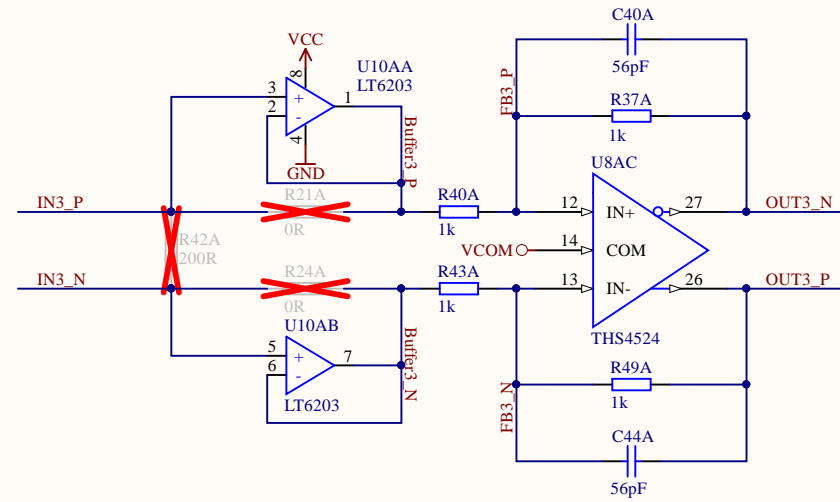 C40A
56pF
VCC
U10AA
LT6203
8
3
+
2
-
1
4
GND
Buffer3_P
FB3_P
R37A
1k
U8AC
IN3_P
R21A
0R
R40A
1k
12
IN+
27
OUT3_N
R42A
200R
VCOM
14
COM
IN3_N
R24A
0R
R43A
1k
13
IN-
26
OUT3_P
U10AB
5
+
6
-
7
LT6203
Buffer3_N
THS4524
FB3_N
R49A
1k
C44A
56pF